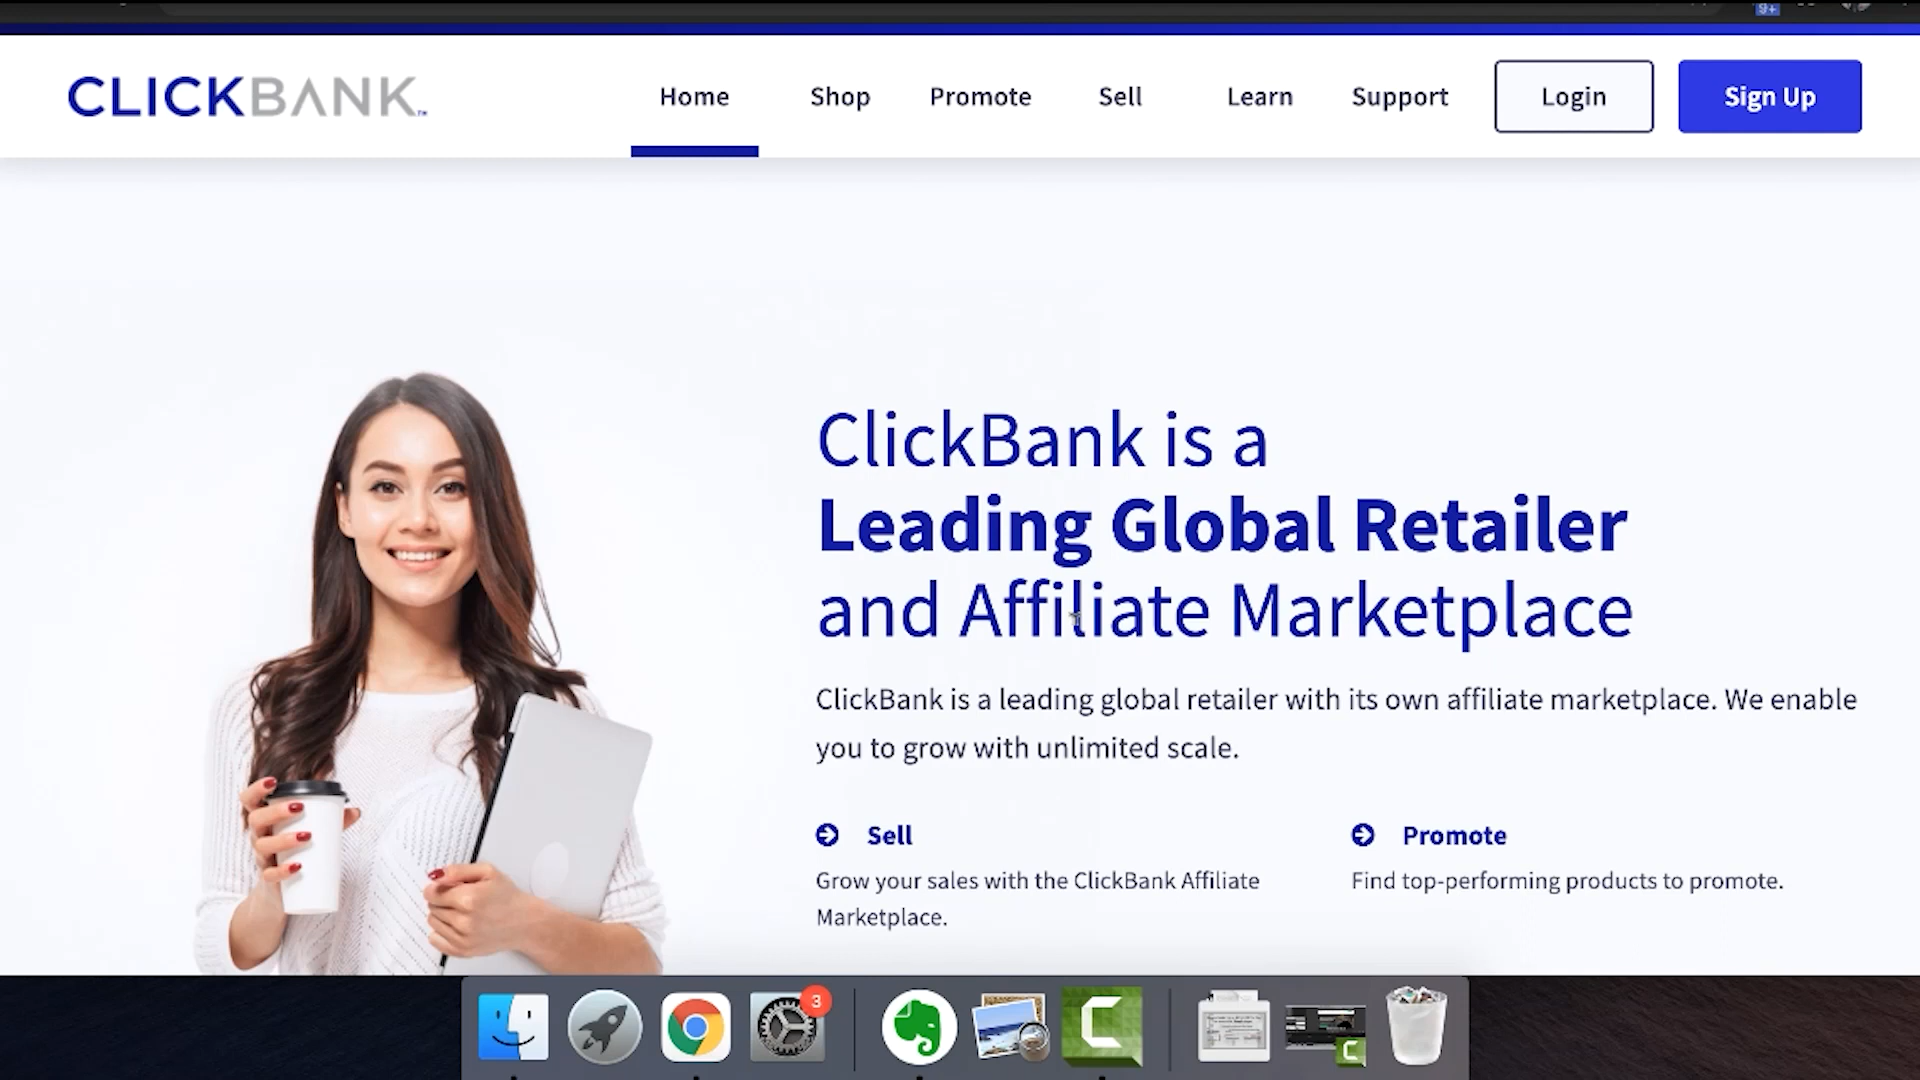 9+
CLICKBANK™
Home
Shop
Promote
Sell
Learn
Support
Login
Sign Up
ClickBank is a
Leading Global Retailer
and Affiliate Marketplace
ClickBank is a leading global retailer with its own affiliate marketplace. We enable
you to grow with unlimited scale.
Sell
Grow your sales with the ClickBank Affiliate
Marketplace.
Promote
Find top-performing products to promote.
3